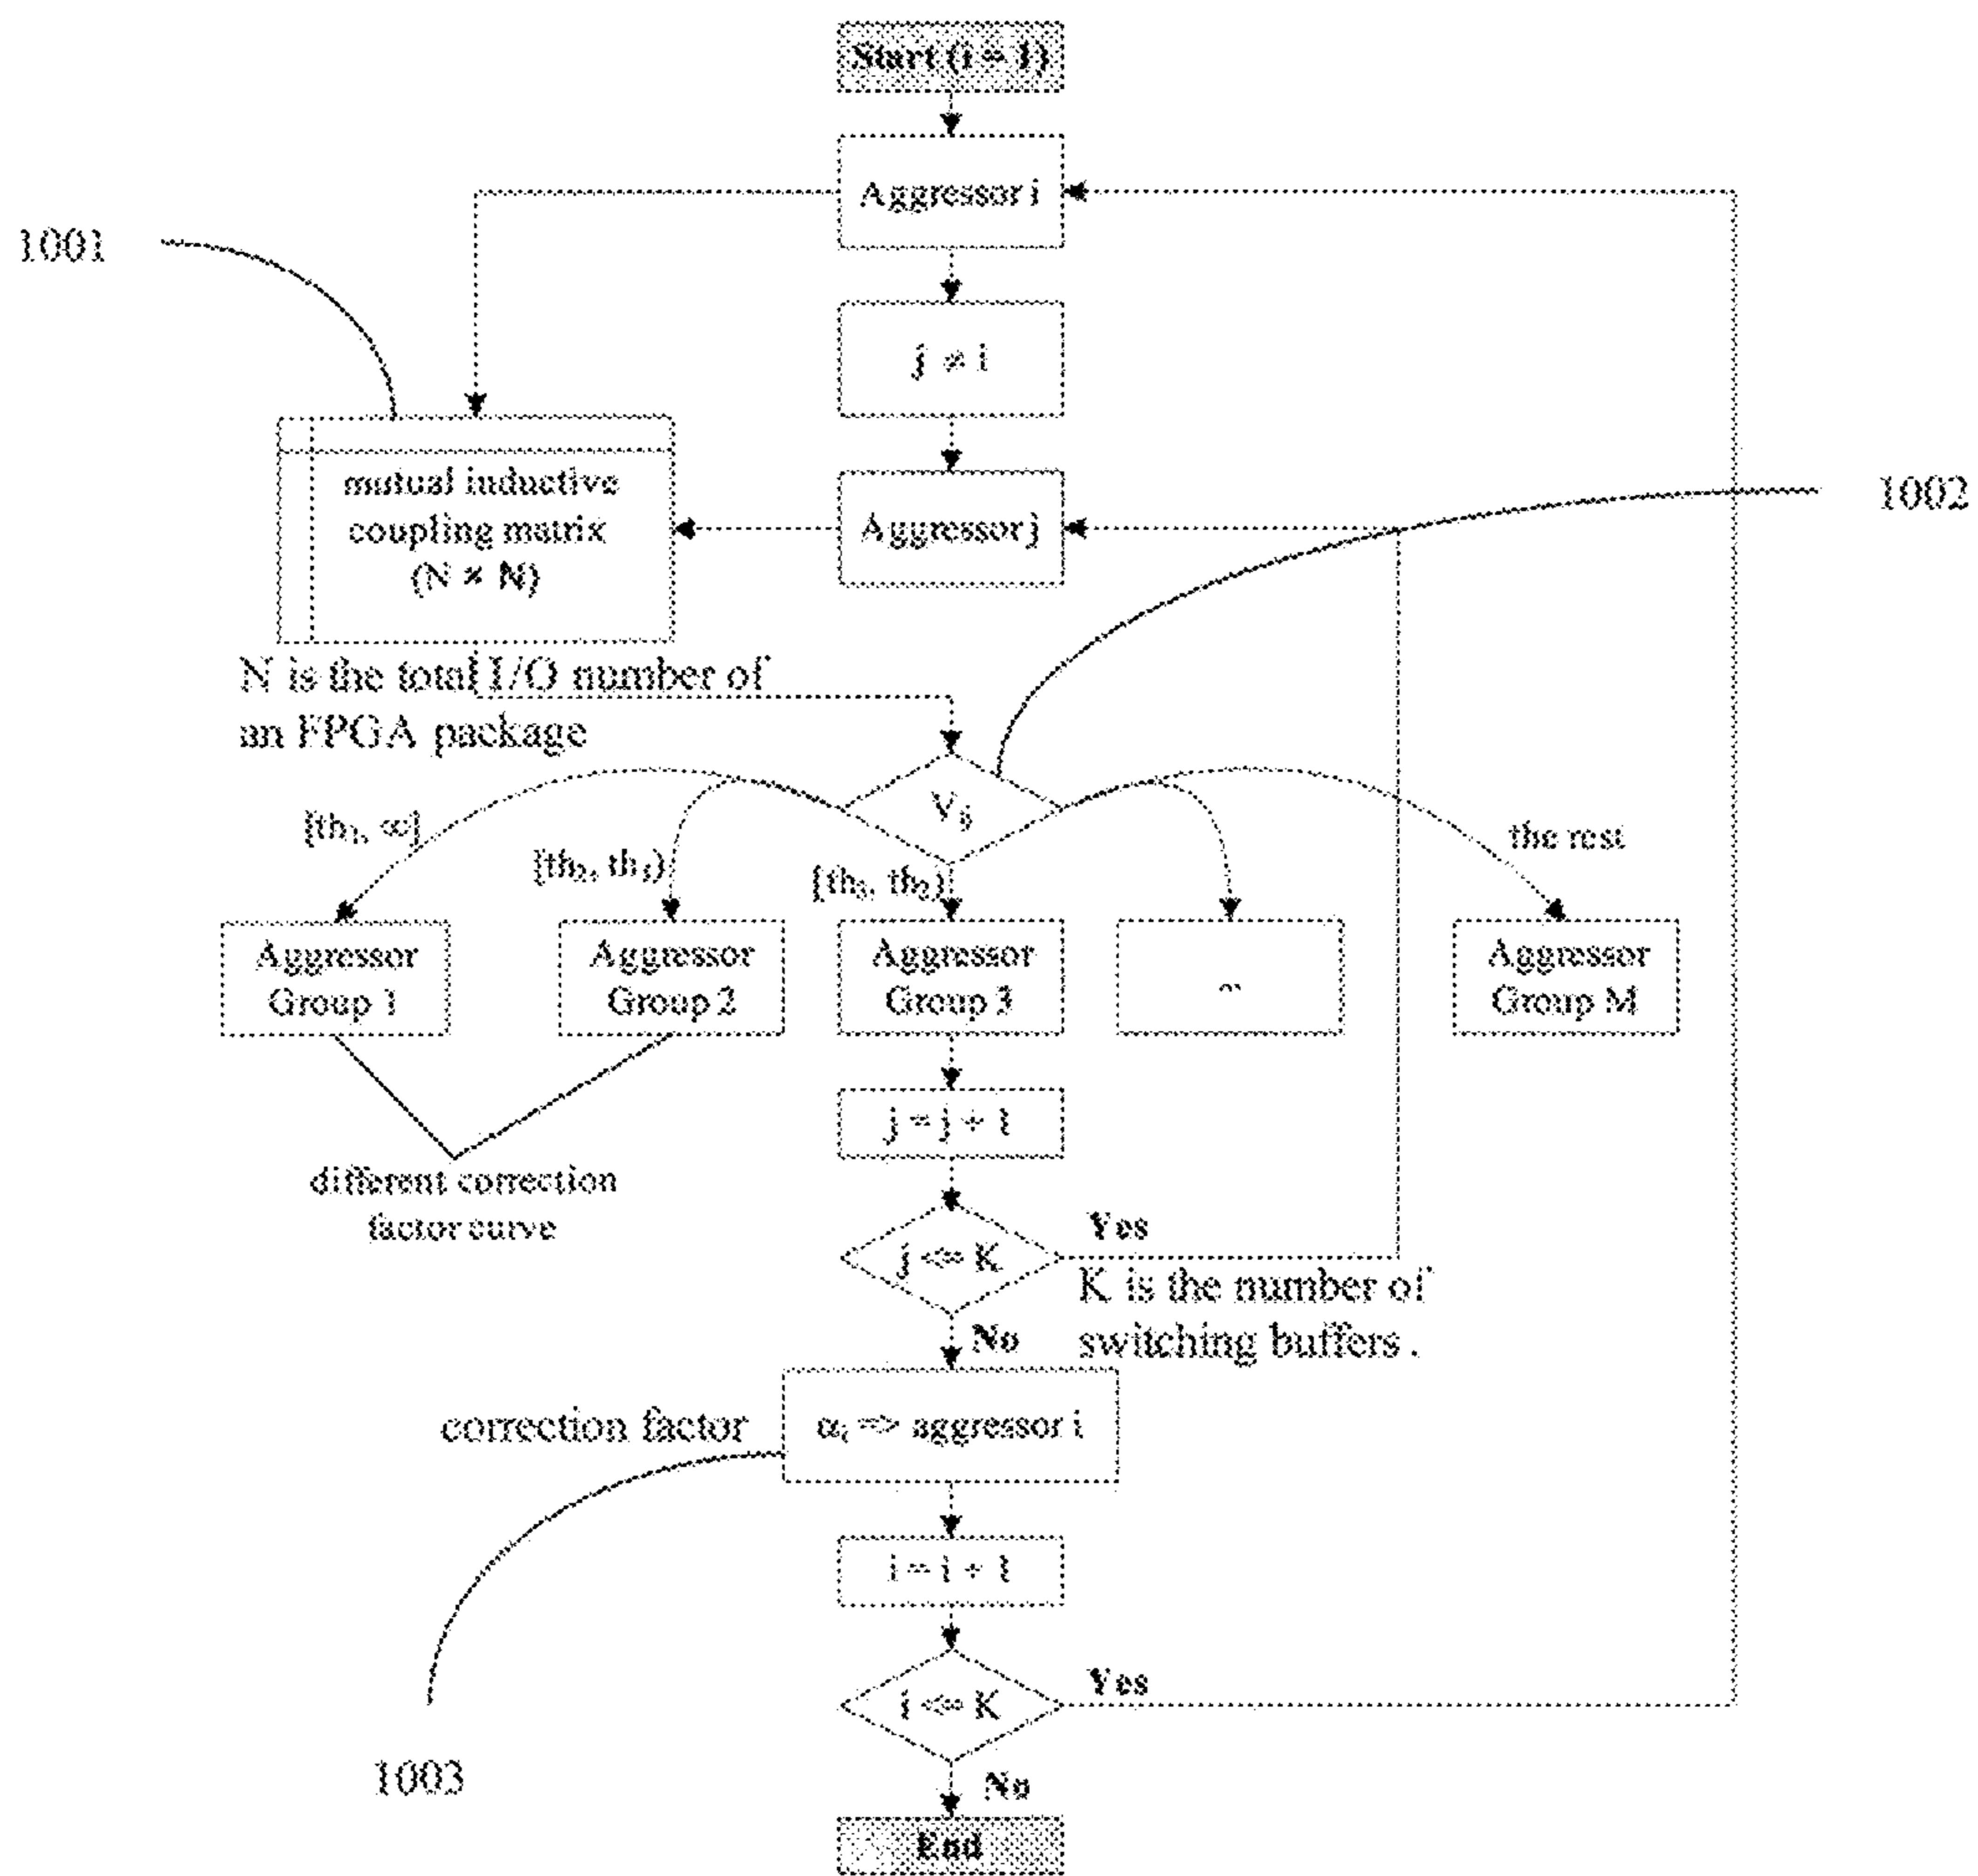 Start (i = 1)
Aggressor i
1001
j ≠ i
mutual inductive
coupling matrix
(N × N)
Aggressor j
1002
N is the total I/O number of
an FPGA package
Vij
[th1, ∞]
[th2, th1)
[th3, th2)
the rest
Aggressor
Group 1
Aggressor
Group 2
Aggressor
Group 3
Aggressor
Group M
j = j + 1
different correction
factor curve
j <= K
Yes
K is the number of
switching buffers .
No
correction factor
αi => aggressor i
i = i + 1
i <= K
Yes
1003
No
End